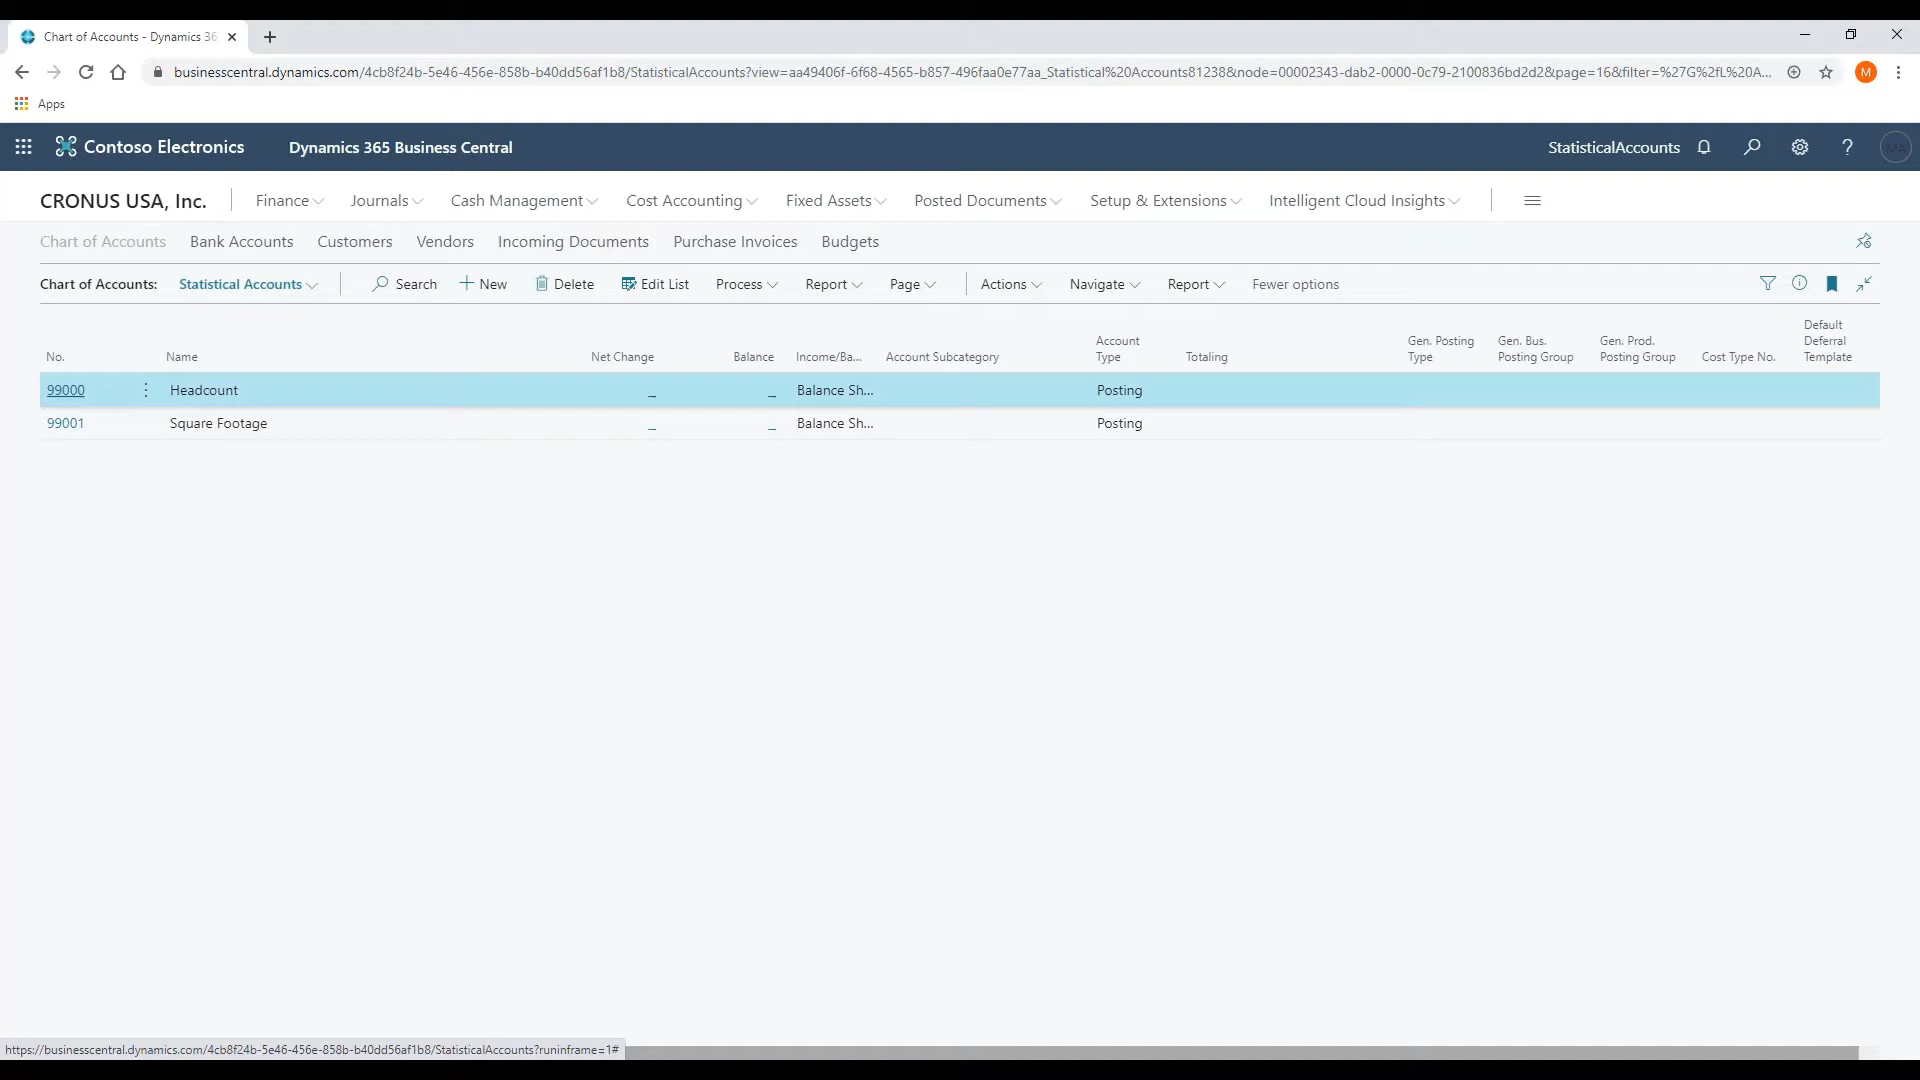 Chart of Accounts - Dynamics 36
businesscentral.dynamics.com/4cb8f24b-5e46-456e-858b-b40dd56af1b8/StatisticalAccounts?view=aa49406f-6f68-4565-b857-496faa0e77aa_Statistical%20Accounts81238&node=00002343-dab2-0000-0c79-2100836bd2d2&page=16&filter=%27G%2fL%20A... M
Apps
Contoso Electronics Dynamics 365 Business Central StatisticalAccounts ? MA
CRONUS USA, Inc. Finance Journals Cash Management Cost Accounting Fixed Assets Posted Documents Setup & Extensions Intelligent Cloud Insights
Chart of Accounts Bank Accounts Customers Vendors Incoming Documents Purchase Invoices Budgets
Chart of Accounts: Statistical Accounts Search New Delete Edit List Process Report Page Actions Navigate Report Fewer options
No. Name Net Change Balance Income/Ba... Account Subcategory Account Type Totaling Gen. Posting Type Gen. Bus. Posting Group Gen. Prod. Posting Group Cost Type No. Default Deferral Template
99000 Headcount _ _ Balance Sh... Posting
99001 Square Footage _ _ Balance Sh... Posting
https://businesscentral.dynamics.com/4cb8f24b-5e46-456e-858b-b40dd56af1b8/StatisticalAccounts?runinframe=1#